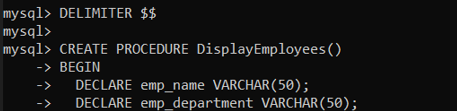 mysql> DELIMITER $$
mysql>
mysql> CREATE PROCEDURE DisplayEmployees()
    -> BEGIN
    ->   DECLARE emp_name VARCHAR(50);
    ->   DECLARE emp_department VARCHAR(50);